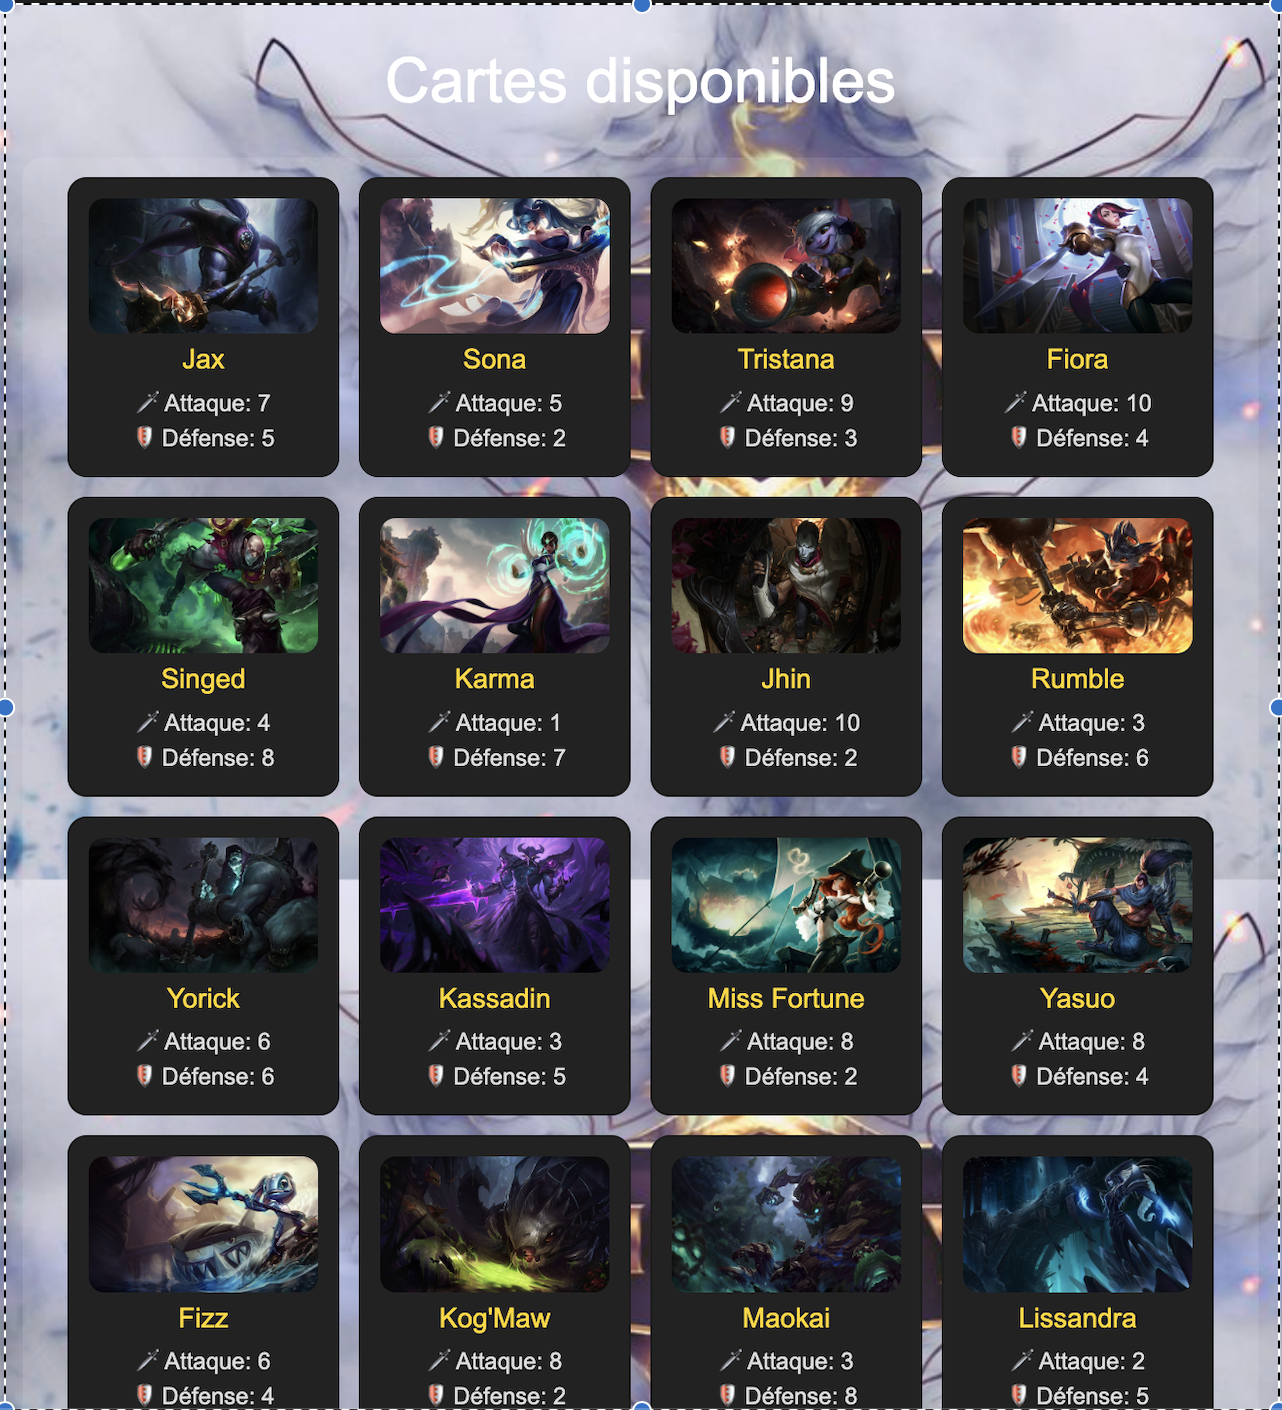 Cartes disponibles
Jax
Attaque: 7
Défense: 5
Sona
Attaque: 5
Défense: 2
Tristana
Attaque: 9
Défense: 3
Fiora
Attaque: 10
Défense: 4
Singed
Attaque: 4
Défense: 8
Karma
Attaque: 1
Défense: 7
Jhin
Attaque: 10
Défense: 2
Rumble
Attaque: 3
Défense: 6
Yorick
Attaque: 6
Défense: 6
Kassadin
Attaque: 3
Défense: 5
Miss Fortune
Attaque: 8
Défense: 2
Yasuo
Attaque: 8
Défense: 4
Fizz
Attaque: 6
Défense: 4
Kog'Maw
Attaque: 8
Défense: 2
Maokai
Attaque: 3
Défense: 8
Lissandra
Attaque: 2
Défense: 5